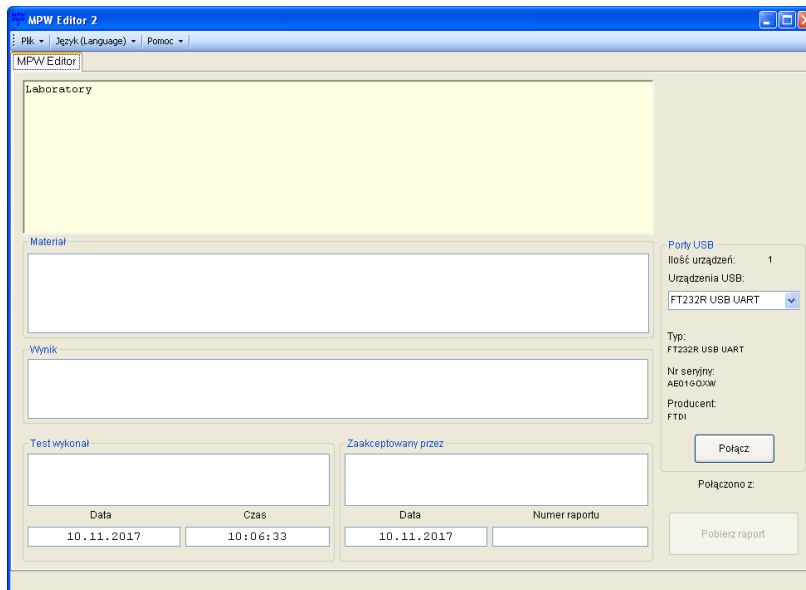 MPW Editor 2
Plik Język (Language) Pomoc
MPW Editor
Laboratory
Materiał
Wynik
Test wykonał
Data Czas
10.11.2017 10:06:33
Zaakceptowany przez
Data Numer raportu
10.11.2017
Porty USB
Ilość urządzeń: 1
Urządzenia USB:
FT232R USB UART
Typ:
FT232R USB UART
Nr seryjny:
AE01GOXW
Producent:
FTDI
Połącz
Połączono z:
Pobierz raport